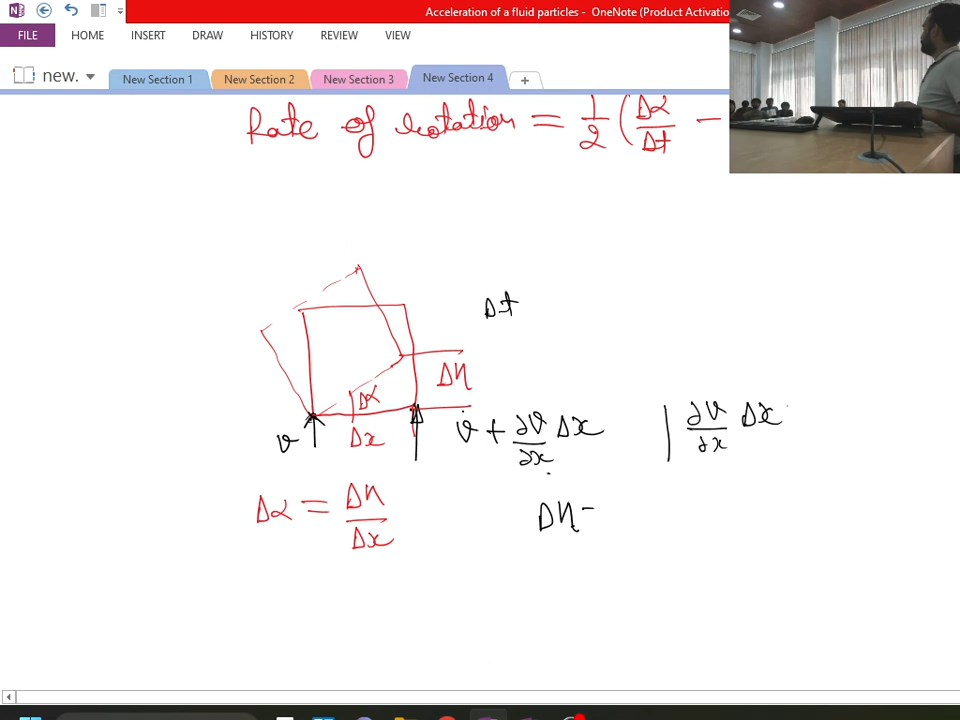 Acceleration of a fluid particles - OneNote (Product Activatio
FILE HOME INSERT DRAW HISTORY REVIEW VIEW
new. New Section 1 New Section 2 New Section 3 New Section 4 +
Rate of rotation = 1/2 (Δα/Δt -
Δt
Δη
Δα
v Δx v + ∂v/∂x Δx | ∂v/∂x Δx
Δα = Δη/Δx Δη-